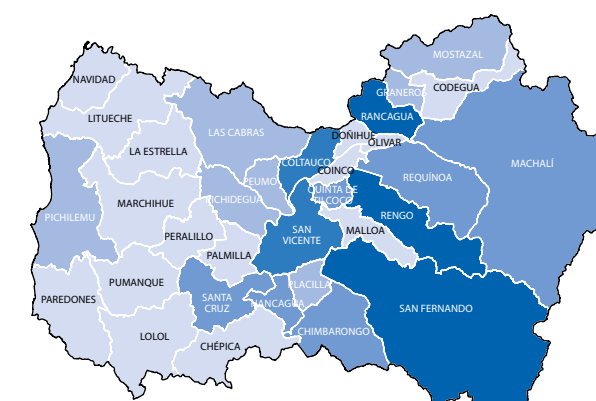 MOSTAZAL
NAVIDAD
CODEGUA
GRANEROS
RANCAGUA
LITUECHE
LAS CABRAS
DOÑIHUE
OLIVAR
LA ESTRELLA
COLTAUCO
COINCO
MACHALÍ
PEUMO
REQUÍNOA
QUINTA DE
TILCOCO
PICHIDEGUA
MARCHIHUE
PICHILEMU
RENGO
SAN
VICENTE
MALLOA
PERALILLO
PALMILLA
PUMANQUE
PLACILLA
PAREDONES
SANTA
CRUZ
NANCAGUA
SAN FERNANDO
LOLOL
CHIMBARONGO
CHÉPICA